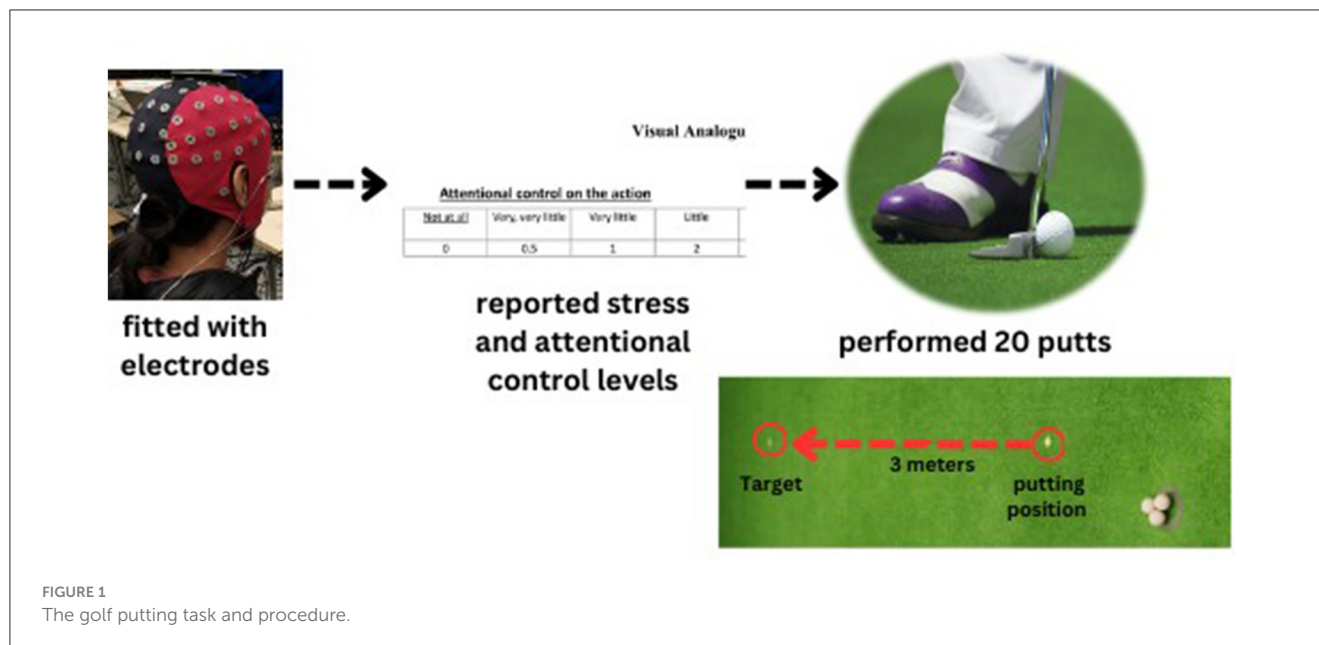 Visual Analogu
Attentional control on the action
Not at all Very, very little Very little Little
0 0.5 1 2
fitted with
electrodes
reported stress
and attentional
control levels
performed 20 putts
Target
3 meters
putting
position
FIGURE 1
The golf putting task and procedure.